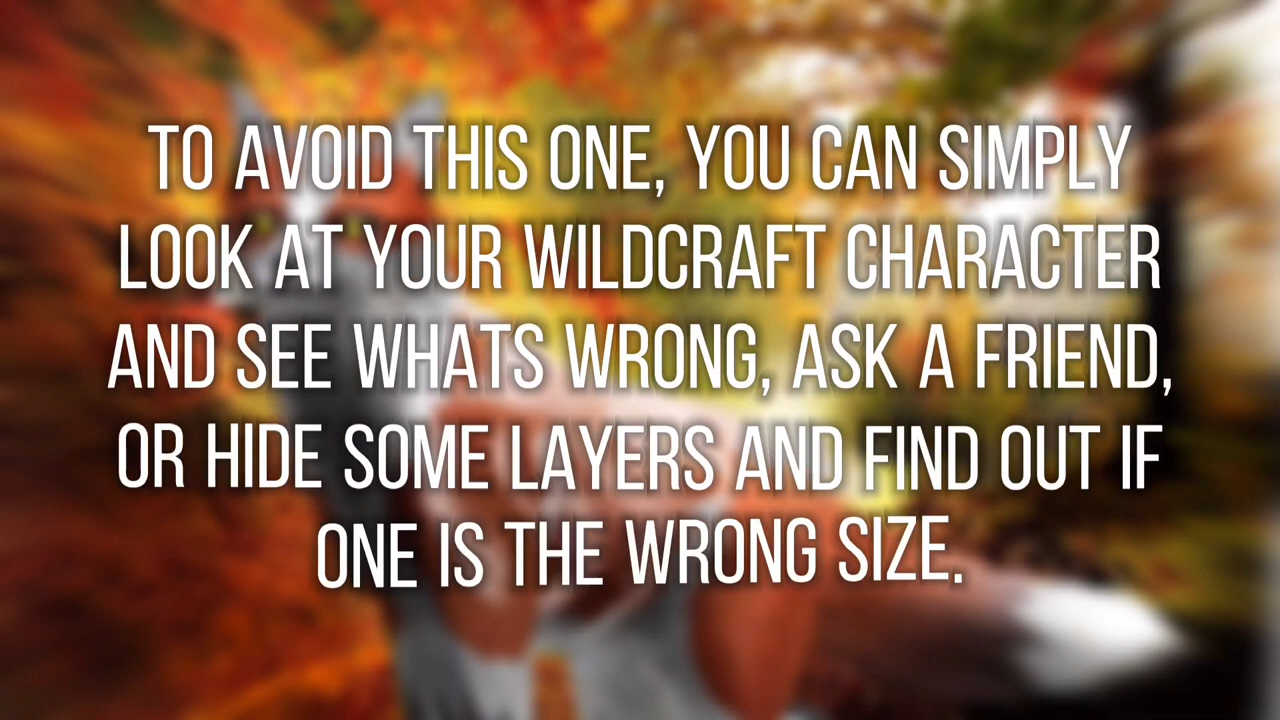 TO AVOID THIS ONE, YOU CAN SIMPLY
LOOK AT YOUR WILDCRAFT CHARACTER
AND SEE WHATS WRONG, ASK A FRIEND,
OR HIDE SOME LAYERS AND FIND OUT IF
ONE IS THE WRONG SIZE.